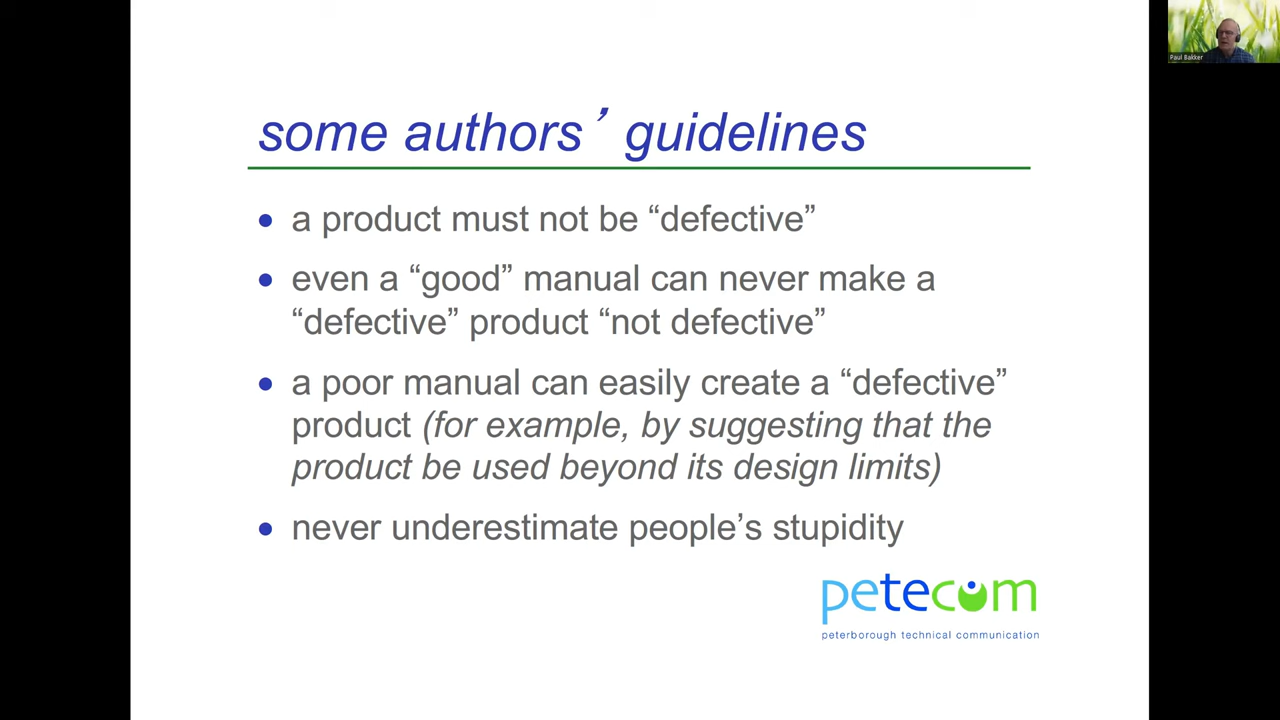 Paul Bakker
some authors’ guidelines
• a product must not be “defective”
• even a “good” manual can never make a
“defective” product “not defective”
• a poor manual can easily create a “defective”
product (for example, by suggesting that the
product be used beyond its design limits)
• never underestimate people’s stupidity
petecom
peterborough technical communication